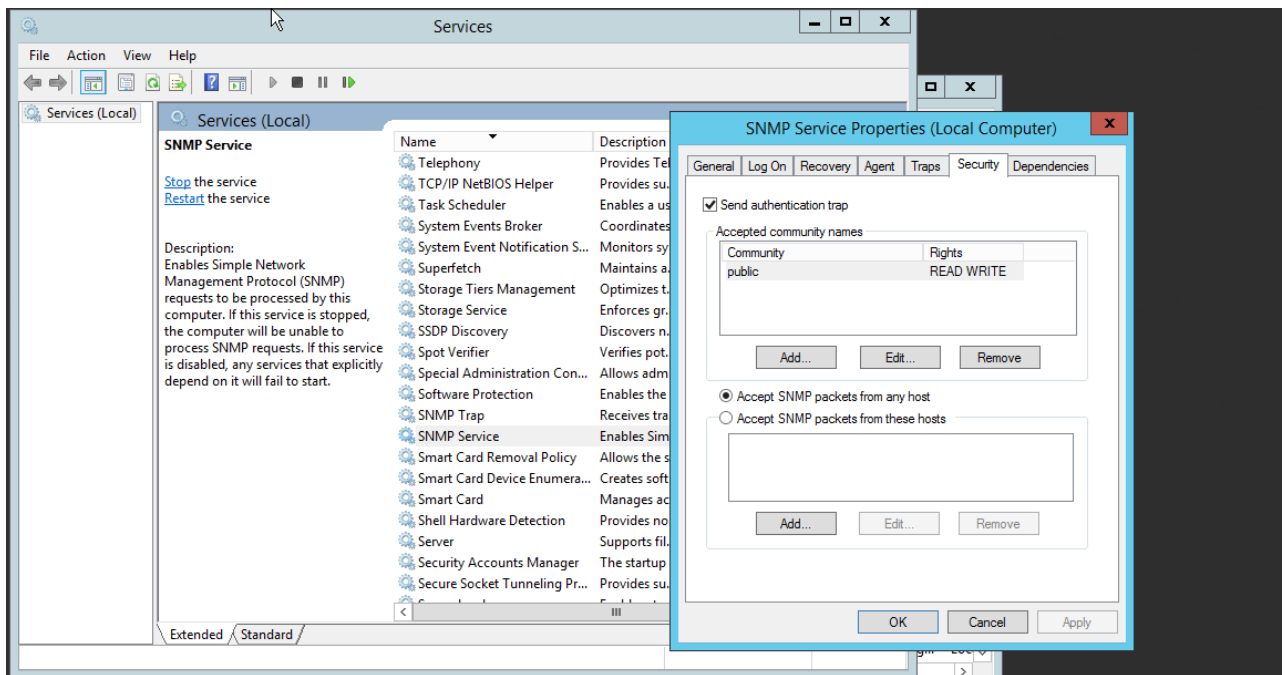 Services
File Action View Help
Services (Local)
Services (Local)
SNMP Service
Stop the service
Restart the service
Description:
Enables Simple Network
Management Protocol (SNMP)
requests to be processed by this
computer. If this service is stopped,
the computer will be unable to
process SNMP requests. If this service
is disabled, any services that explicitly
depend on it will fail to start.
Name Description
Telephony Provides Tel
TCP/IP NetBIOS Helper Provides su.
Task Scheduler Enables a us
System Events Broker Coordinates
System Event Notification S... Monitors sy
Superfetch Maintains a.
Storage Tiers Management Optimizes t.
Storage Service Enforces gr.
SSDP Discovery Discovers n.
Spot Verifier Verifies pot.
Special Administration Con... Allows adm
Software Protection Enables the
SNMP Trap Receives tra
SNMP Service Enables Sim
Smart Card Removal Policy Allows the s
Smart Card Device Enumera... Creates soft
Smart Card Manages ac
Shell Hardware Detection Provides no
Server Supports fil.
Security Accounts Manager The startup
Secure Socket Tunneling Pr... Provides su.
Extended Standard
SNMP Service Properties (Local Computer)
General Log On Recovery Agent Traps Security Dependencies
Send authentication trap
Accepted community names
Community Rights
public READ WRITE
Add... Edit... Remove
Accept SNMP packets from any host
Accept SNMP packets from these hosts
Add... Edit... Remove
OK Cancel Apply